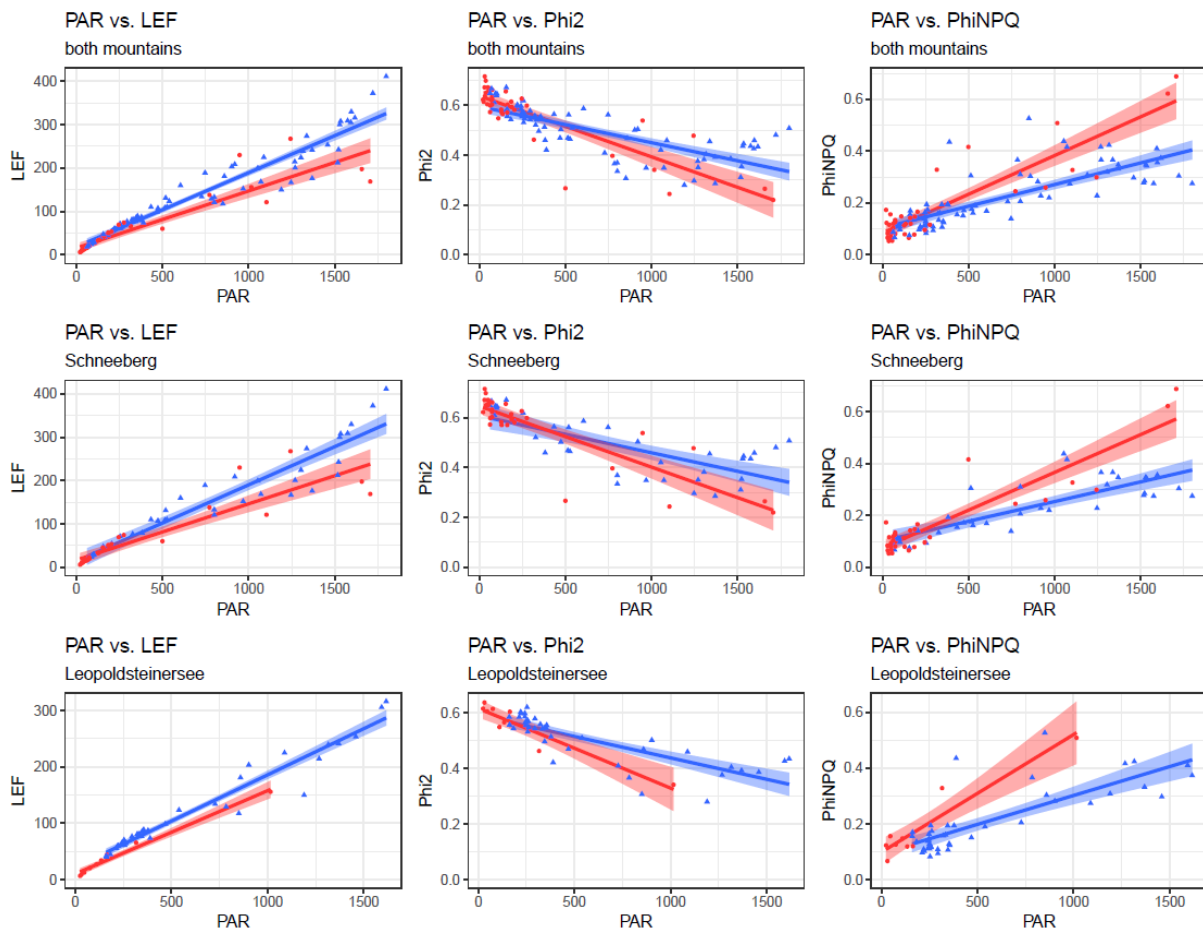 PAR vs. LEF
both mountains
400
300
200
100
0
LEF
0 500 1000 1500
PAR
PAR vs. Phi2
both mountains
0.6
0.4
0.2
0.0
Phi2
0 500 1000 1500
PAR
PAR vs. PhiNPQ
both mountains
0.6
0.4
0.2
0.0
PhiNPQ
0 500 1000 1500
PAR
PAR vs. LEF
Schneeberg
400
300
200
100
0
LEF
0 500 1000 1500
PAR
PAR vs. Phi2
Schneeberg
0.6
0.4
0.2
0.0
Phi2
0 500 1000 1500
PAR
PAR vs. PhiNPQ
Schneeberg
0.6
0.4
0.2
0.0
PhiNPQ
0 500 1000 1500
PAR
PAR vs. LEF
Leopoldsteinersee
300
200
100
0
LEF
0 500 1000 1500
PAR
PAR vs. Phi2
Leopoldsteinersee
0.6
0.4
0.2
0.0
Phi2
0 500 1000 1500
PAR
PAR vs. PhiNPQ
Leopoldsteinersee
0.6
0.4
0.2
0.0
PhiNPQ
0 500 1000 1500
PAR